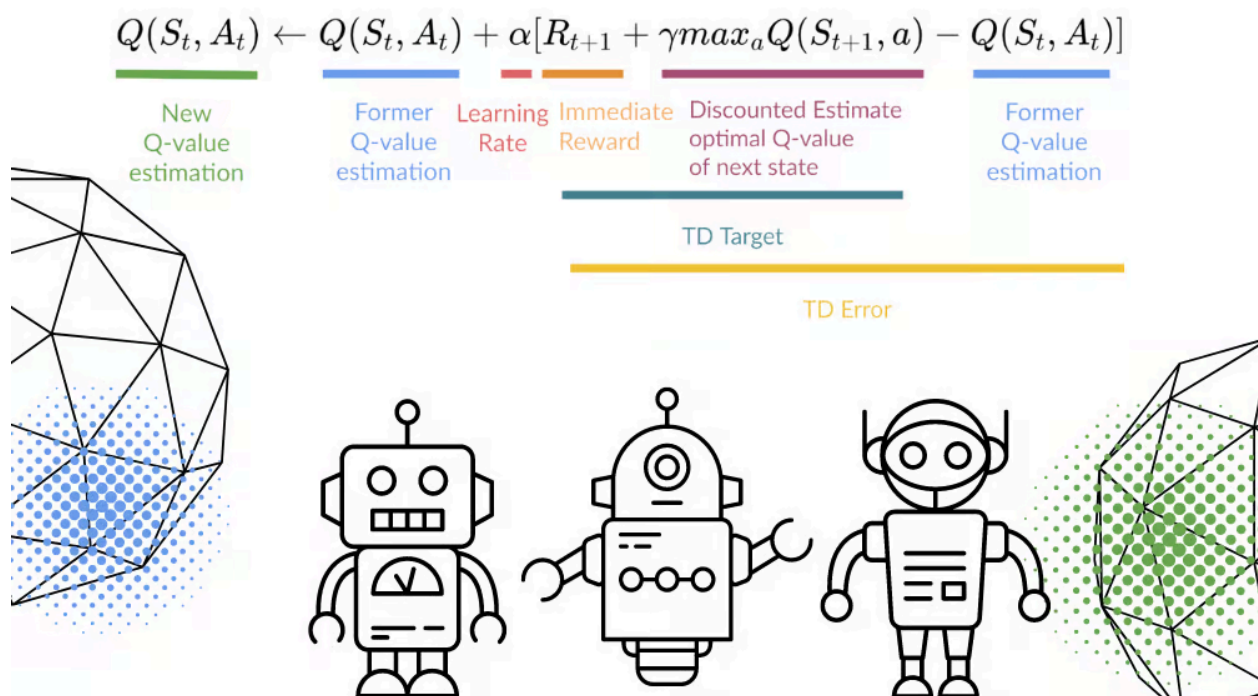 Q(S_t, A_t) ← Q(S_t, A_t) + α[R_{t+1} + γmax_aQ(S_{t+1}, a) − Q(S_t, A_t)]
New
Q-value
estimation
Former
Q-value
estimation
Learning
Rate
Immediate
Reward
Discounted Estimate
optimal Q-value
of next state
Former
Q-value
estimation
TD Target
TD Error